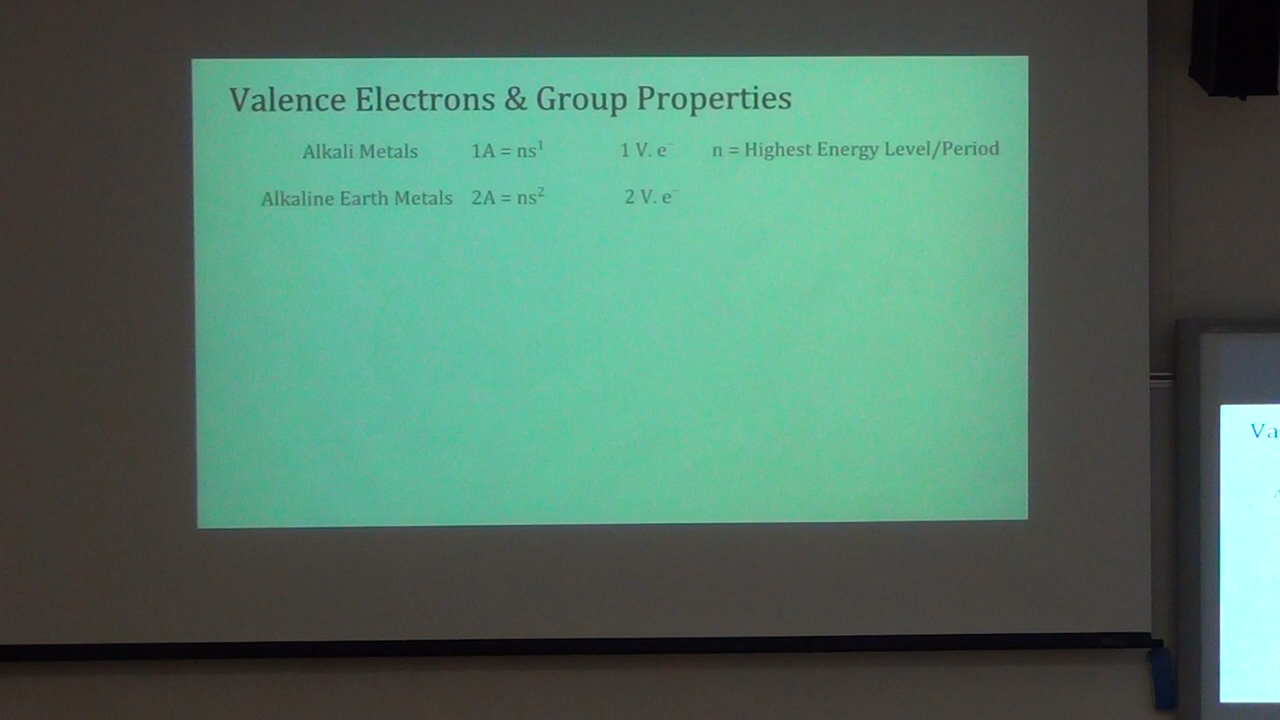 Valence Electrons & Group Properties
Alkali Metals 1A = ns¹ 1 V. e⁻ n = Highest Energy Level/Period
Alkaline Earth Metals 2A = ns² 2 V. e⁻
Va